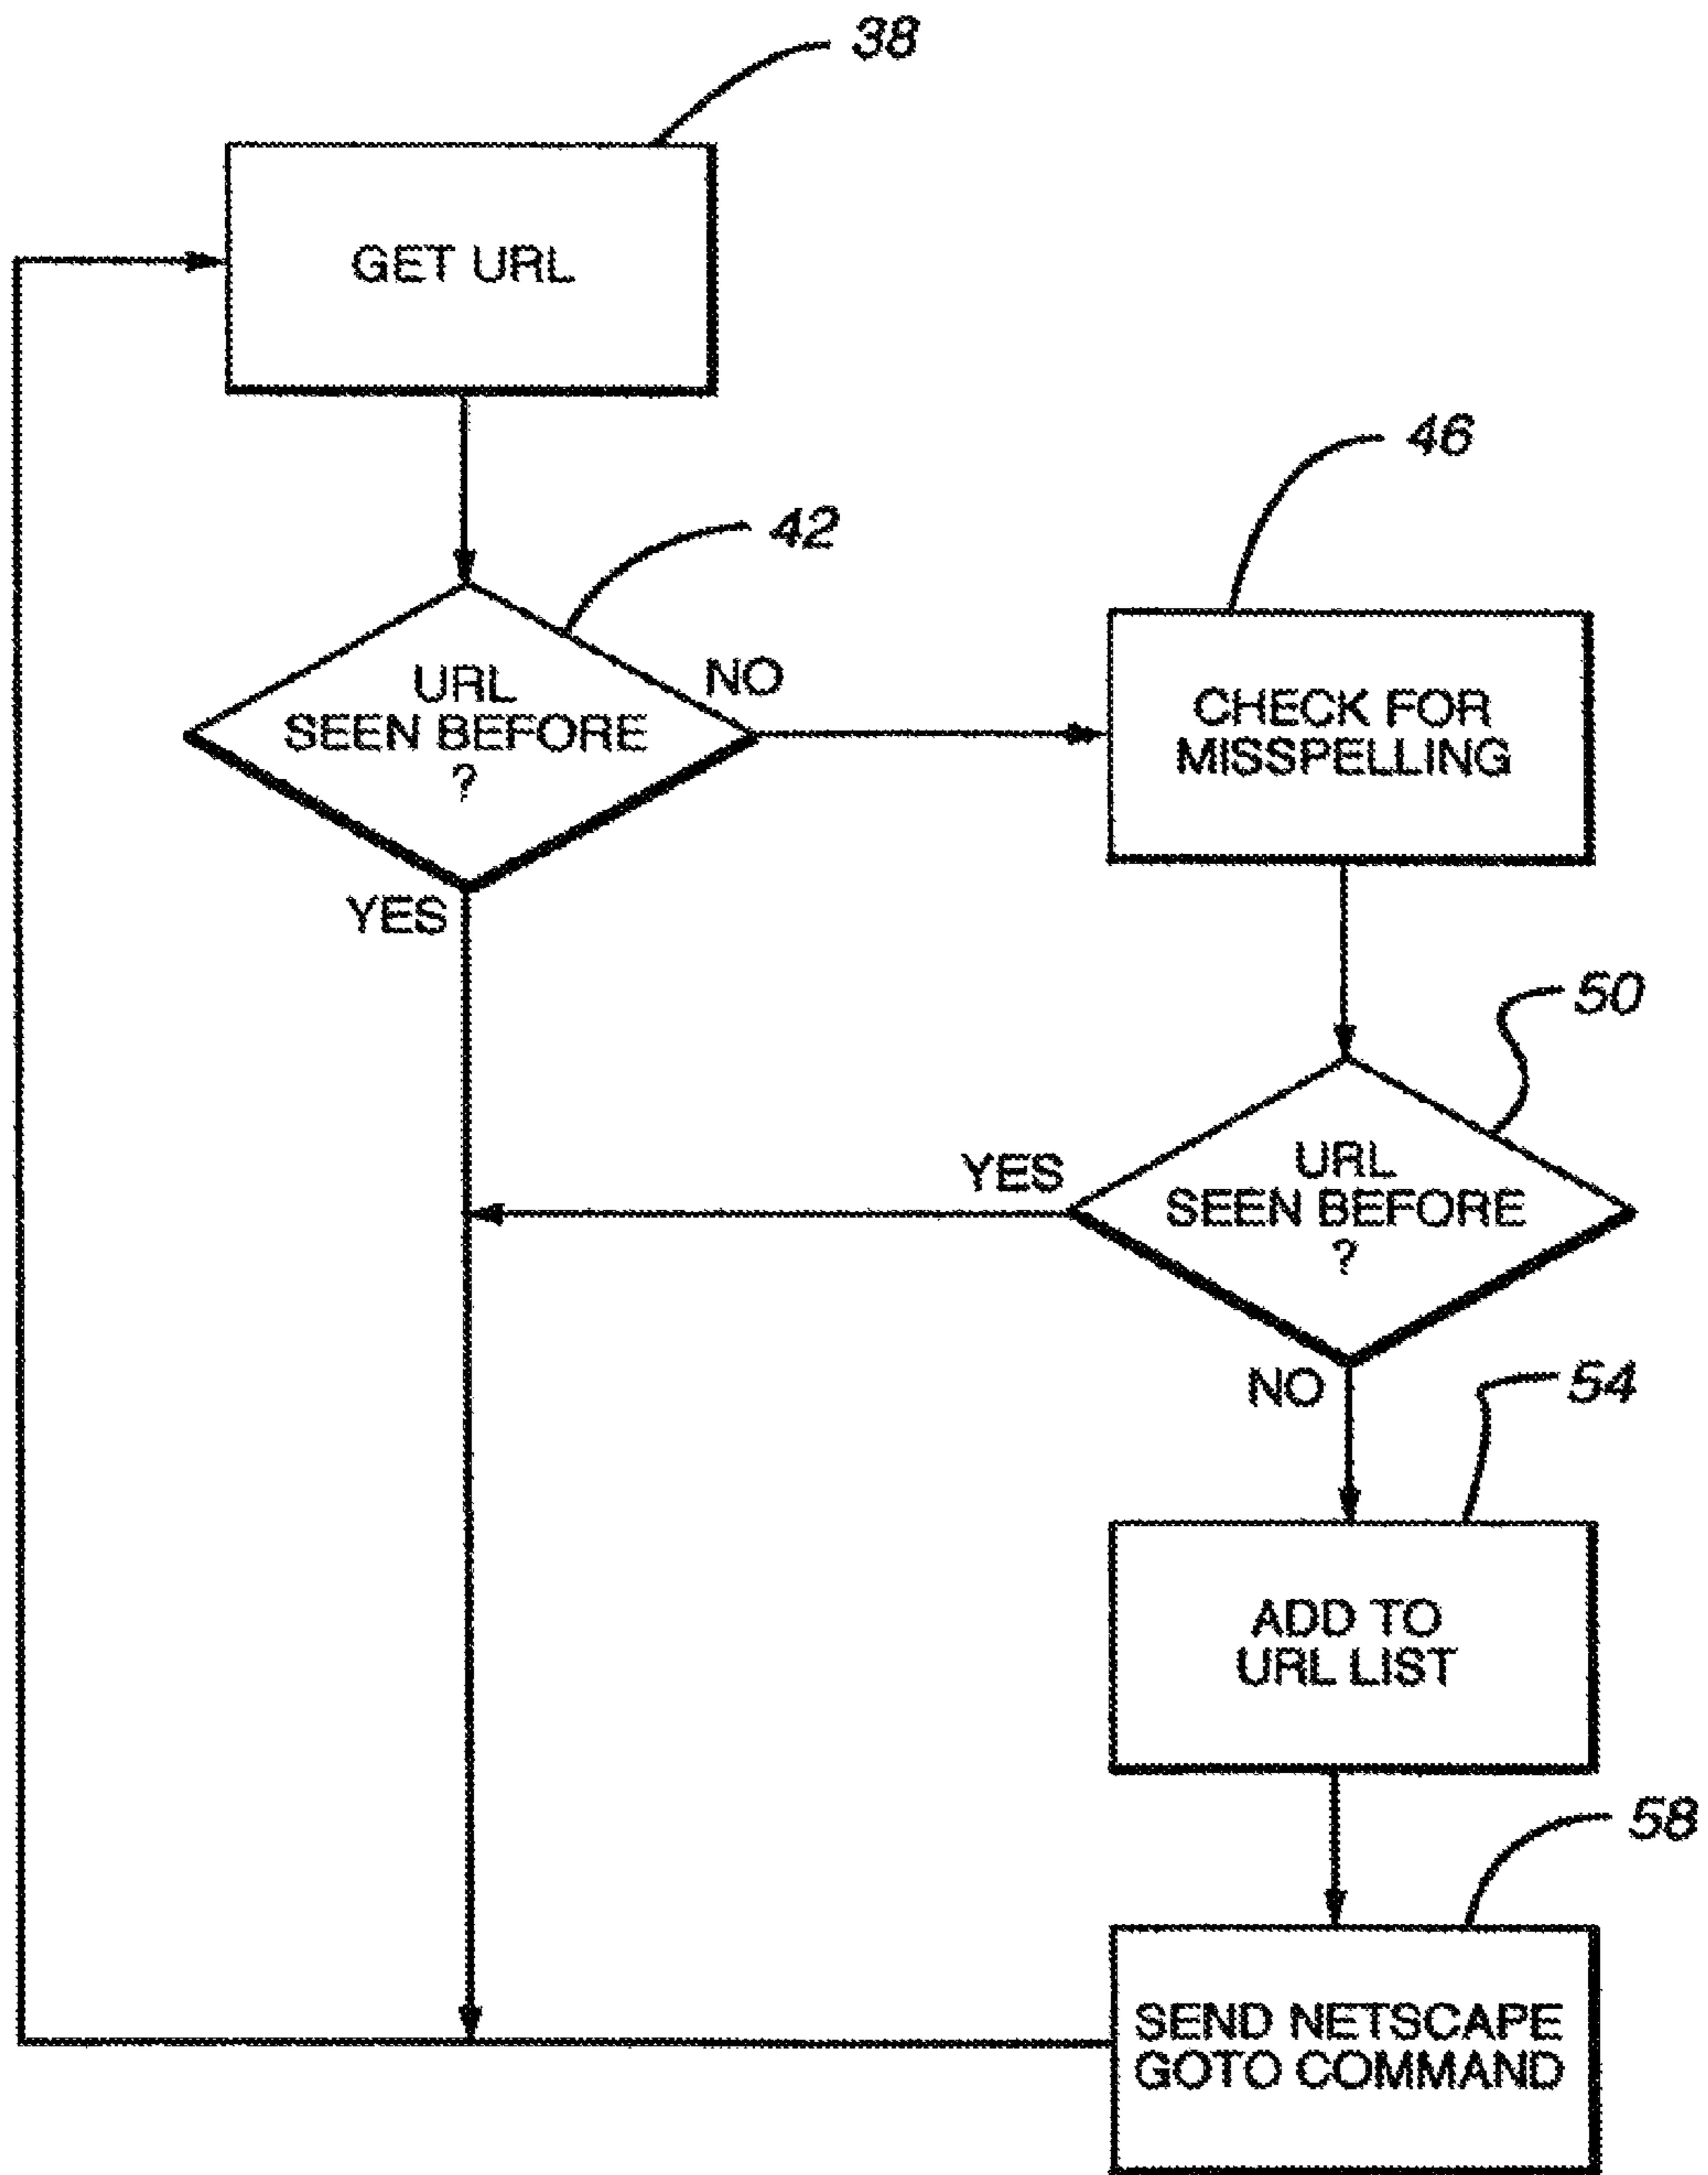 38
GET URL
42
URL
SEEN BEFORE
?
NO
YES
46
CHECK FOR
MISSPELLING
50
URL
SEEN BEFORE
?
YES
NO
54
ADD TO
URL LIST
58
SEND NETSCAPE
GOTO COMMAND